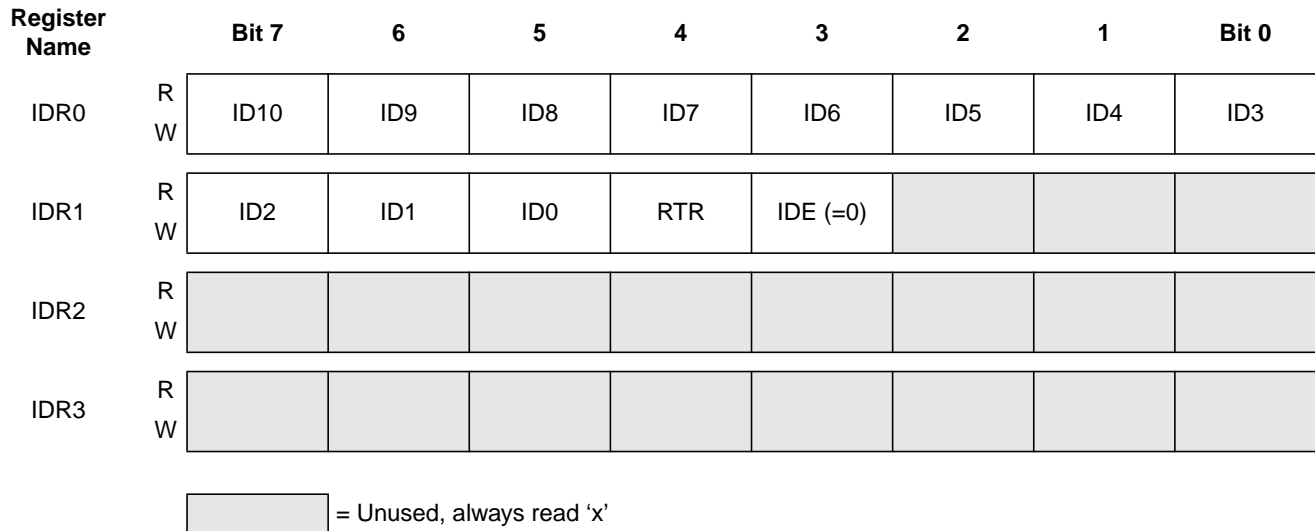 Register Name Bit 7 6 5 4 3 2 1 Bit 0
IDR0 R W ID10 ID9 ID8 ID7 ID6 ID5 ID4 ID3
IDR1 R W ID2 ID1 ID0 RTR IDE (=0)
IDR2 R W
IDR3 R W
= Unused, always read ‘x’